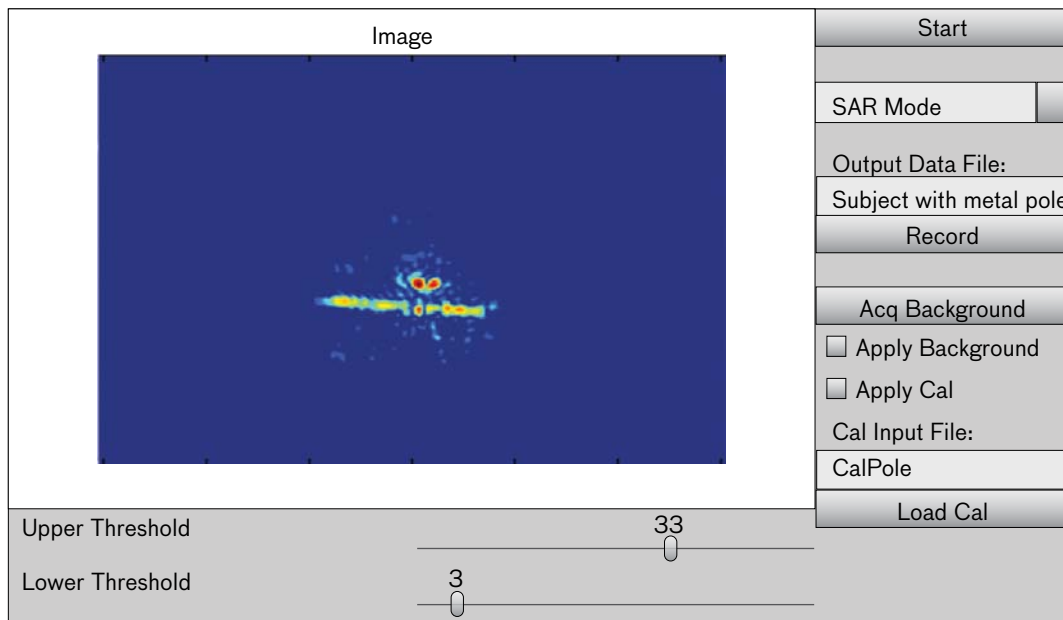 Image
Start
SAR Mode
Output Data File:
Subject with metal pole
Record
Acq Background
Apply Background
Apply Cal
Cal Input File:
CalPole
Load Cal
Upper Threshold
33
Lower Threshold
3